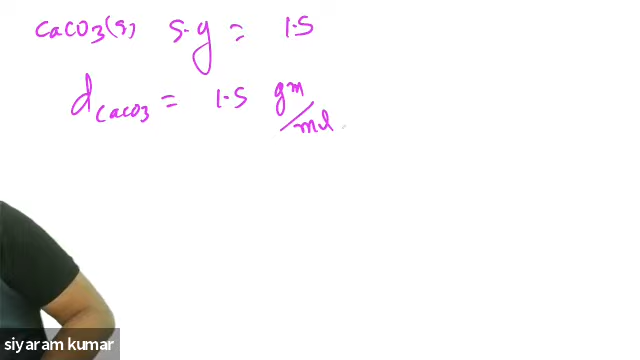 CaCO3(s) s.g = 1.5
dCaCO3 = 1.5 gm/ml
siyaram kumar